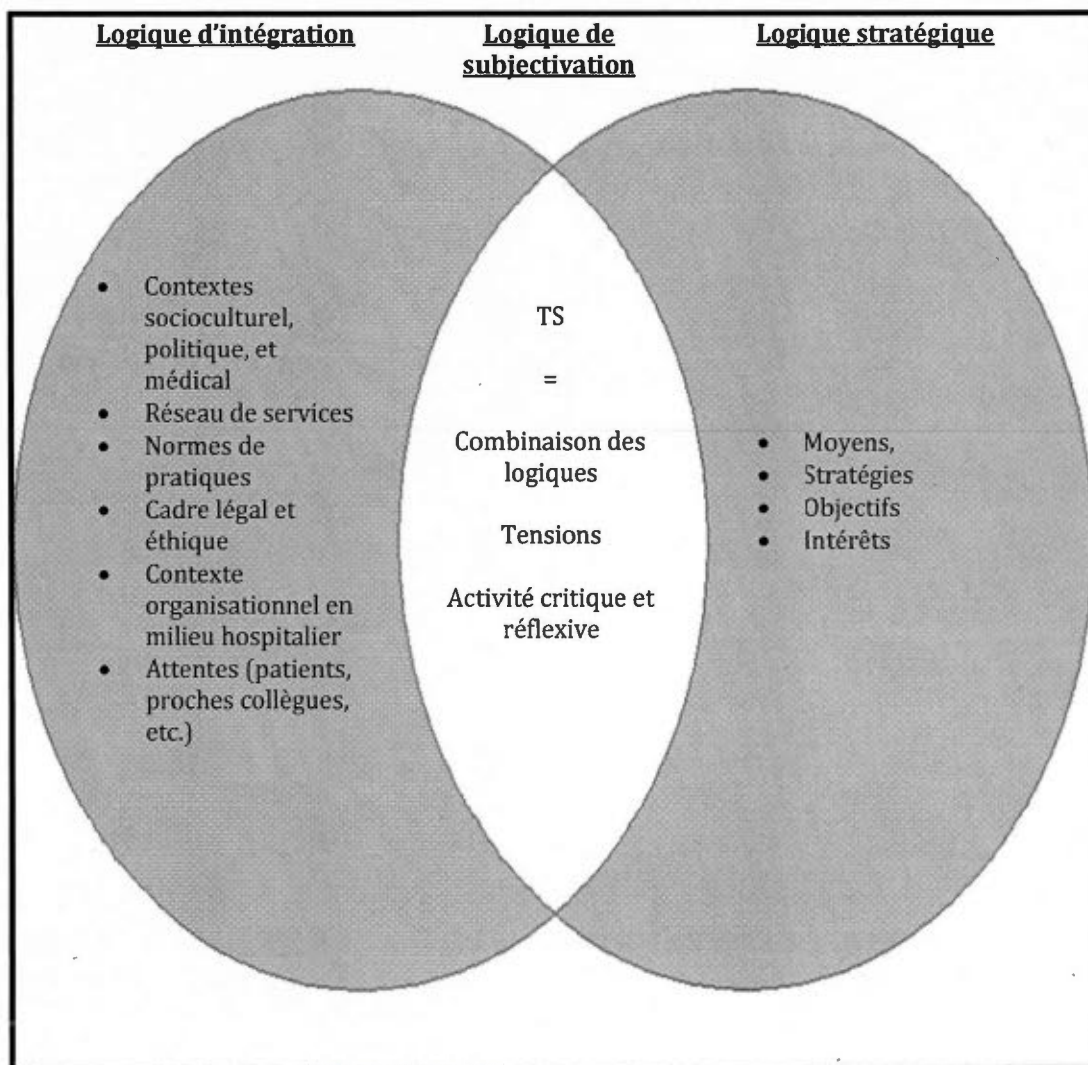 Logique d'intégration
Logique de
subjectivation
Logique stratégique
• Contextes
socioculturel,
politique, et
médical
• Réseau de services
• Normes de
pratiques
• Cadre légal et
éthique
• Contexte
organisationnel en
milieu hospitalier
• Attentes (patients,
proches collègues,
etc.)
TS
=
Combinaison des
logiques
Tensions
Activité critique et
réflexive
• Moyens,
• Stratégies
• Objectifs
• Intérêts